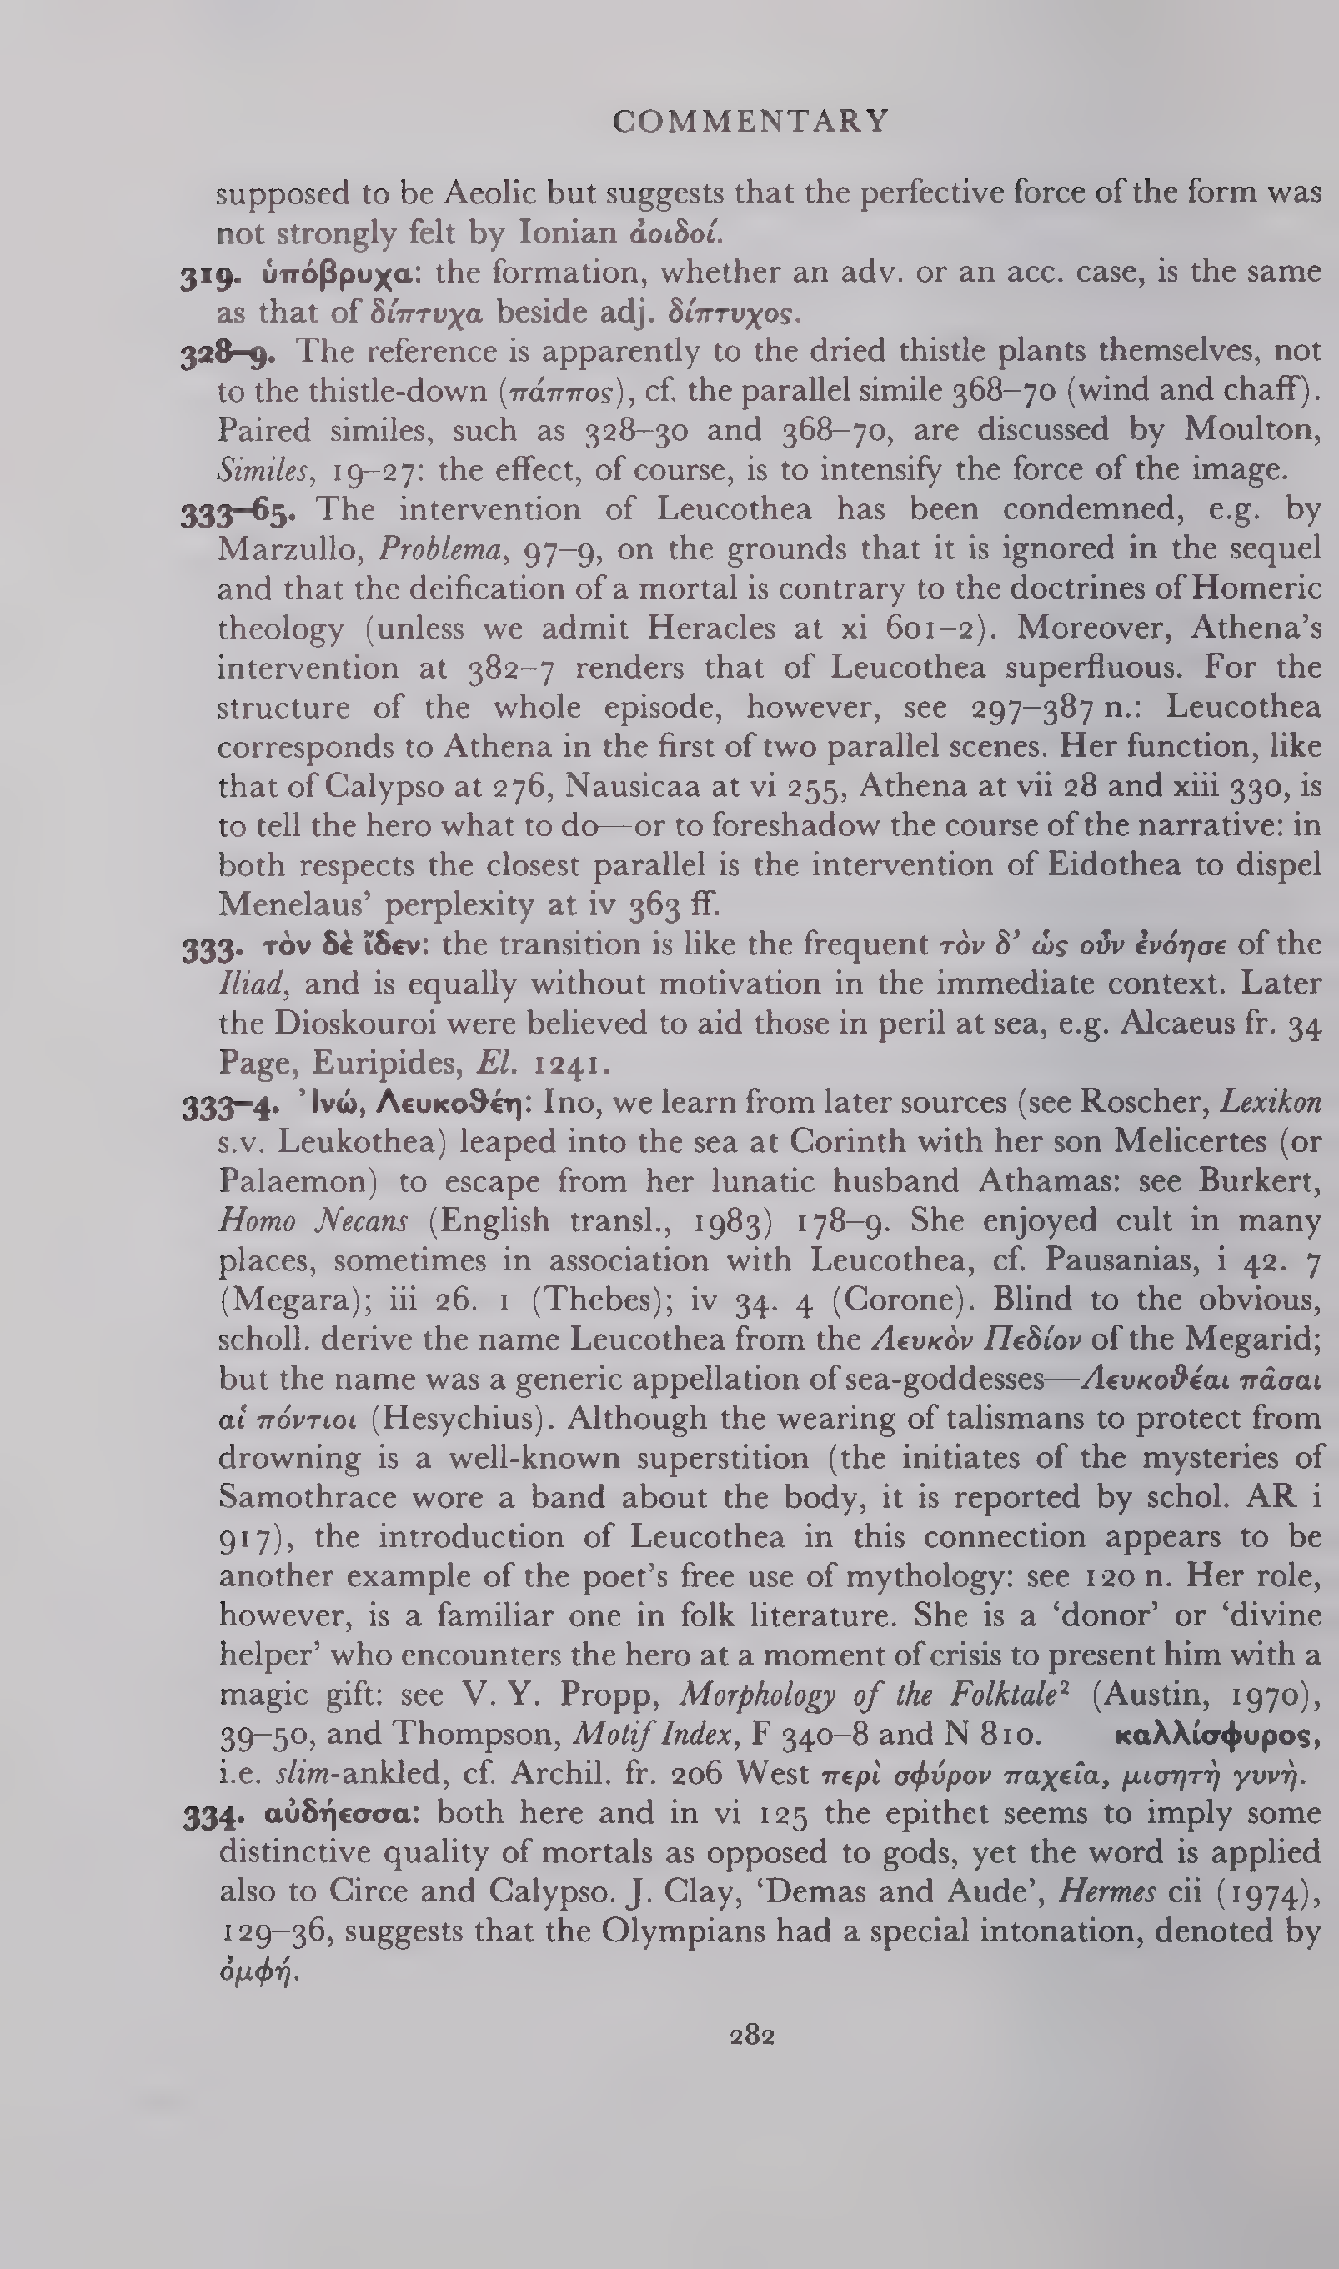 COMMENTARY
supposed to be Aeolic but suggests that the perfective force of the form was
not strongly felt by Ionian ἀοιδοί.
319. ὑπόβρυχα: the formation, whether an adv. or an acc. case, is the same
as that of δίπτυχα beside adj. δίπτυχος.
328–9. The reference is apparently to the dried thistle plants themselves, not
to the thistle-down (πάππος), cf. the parallel simile 368–70 (wind and chaff).
Paired similes, such as 328–30 and 368–70, are discussed by Moulton,
Similes, 19–27: the effect, of course, is to intensify the force of the image.
333–65. The intervention of Leucothea has been condemned, e.g. by
Marzullo, Problema, 97–9, on the grounds that it is ignored in the sequel
and that the deification of a mortal is contrary to the doctrines of Homeric
theology (unless we admit Heracles at xi 601–2). Moreover, Athena’s
intervention at 382–7 renders that of Leucothea superfluous. For the
structure of the whole episode, however, see 297–387 n.: Leucothea
corresponds to Athena in the first of two parallel scenes. Her function, like
that of Calypso at 276, Nausicaa at vi 255, Athena at vii 28 and xiii 330, is
to tell the hero what to do—or to foreshadow the course of the narrative: in
both respects the closest parallel is the intervention of Eidothea to dispel
Menelaus’ perplexity at iv 363 ff.
333. τὸν δὲ ἴδεν: the transition is like the frequent τὸν δ’ ὡς οὖν ἐνόησε of the
Iliad, and is equally without motivation in the immediate context. Later
the Dioskouroi were believed to aid those in peril at sea, e.g. Alcaeus fr. 34
Page, Euripides, El. 1241.
333–4. Ἰνώ, Λευκοθέη: Ino, we learn from later sources (see Roscher, Lexikon
s.v. Leukothea) leaped into the sea at Corinth with her son Melicertes (or
Palaemon) to escape from her lunatic husband Athamas: see Burkert,
Homo Necans (English transl., 1983) 178–9. She enjoyed cult in many
places, sometimes in association with Leucothea, cf. Pausanias, i 42. 7
(Megara); iii 26. 1 (Thebes); iv 34. 4 (Corone). Blind to the obvious,
scholl. derive the name Leucothea from the Λευκὸν Πεδίον of the Megarid;
but the name was a generic appellation of sea-goddesses—Λευκοθέαι πᾶσαι
αἱ πόντιοι (Hesychius). Although the wearing of talismans to protect from
drowning is a well-known superstition (the initiates of the mysteries of
Samothrace wore a band about the body, it is reported by schol. AR i
917), the introduction of Leucothea in this connection appears to be
another example of the poet’s free use of mythology: see 120 n. Her role,
however, is a familiar one in folk literature. She is a ‘donor’ or ‘divine
helper’ who encounters the hero at a moment of crisis to present him with a
magic gift: see V. Y. Propp, Morphology of the Folktale² (Austin, 1970),
39–50, and Thompson, Motif Index, F 340–8 and N 810. καλλίσφυρος,
i.e. slim-ankled, cf. Archil. fr. 206 West περὶ σφύρον παχεῖα, μισητὴ γυνή.
334. αὐδήεσσα: both here and in vi 125 the epithet seems to imply some
distinctive quality of mortals as opposed to gods, yet the word is applied
also to Circe and Calypso. J. Clay, ‘Demas and Aude’, Hermes cii (1974),
129–36, suggests that the Olympians had a special intonation, denoted by
ὀμφή.
282